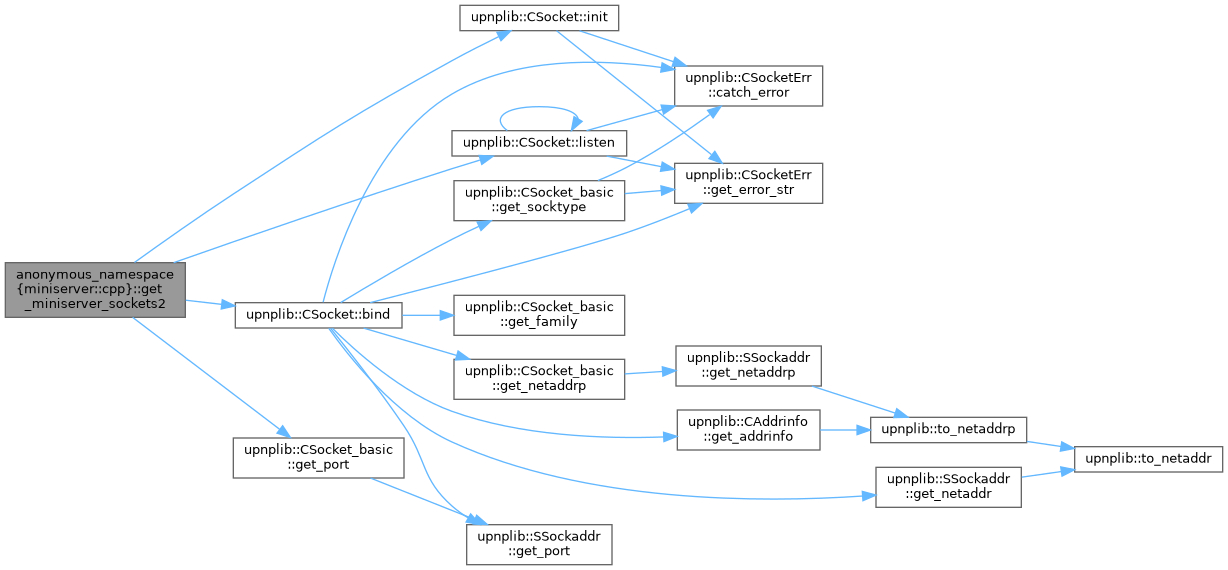 upnplib::CSocket::init
upnplib::CSocketErr
::catch_error
upnplib::CSocket::listen
upnplib::CSocketErr
::get_error_str
upnplib::CSocket_basic
::get_socktype
anonymous_namespace
{miniserver::cpp}::get
_miniserver_sockets2
upnplib::CSocket::bind
upnplib::CSocket_basic
::get_family
upnplib::CSocket_basic
::get_netaddrp
upnplib::SSockaddr
::get_netaddrp
upnplib::CAddrinfo
::get_addrinfo
upnplib::to_netaddrp
upnplib::to_netaddr
upnplib::CSocket_basic
::get_port
upnplib::SSockaddr
::get_netaddr
upnplib::SSockaddr
::get_port